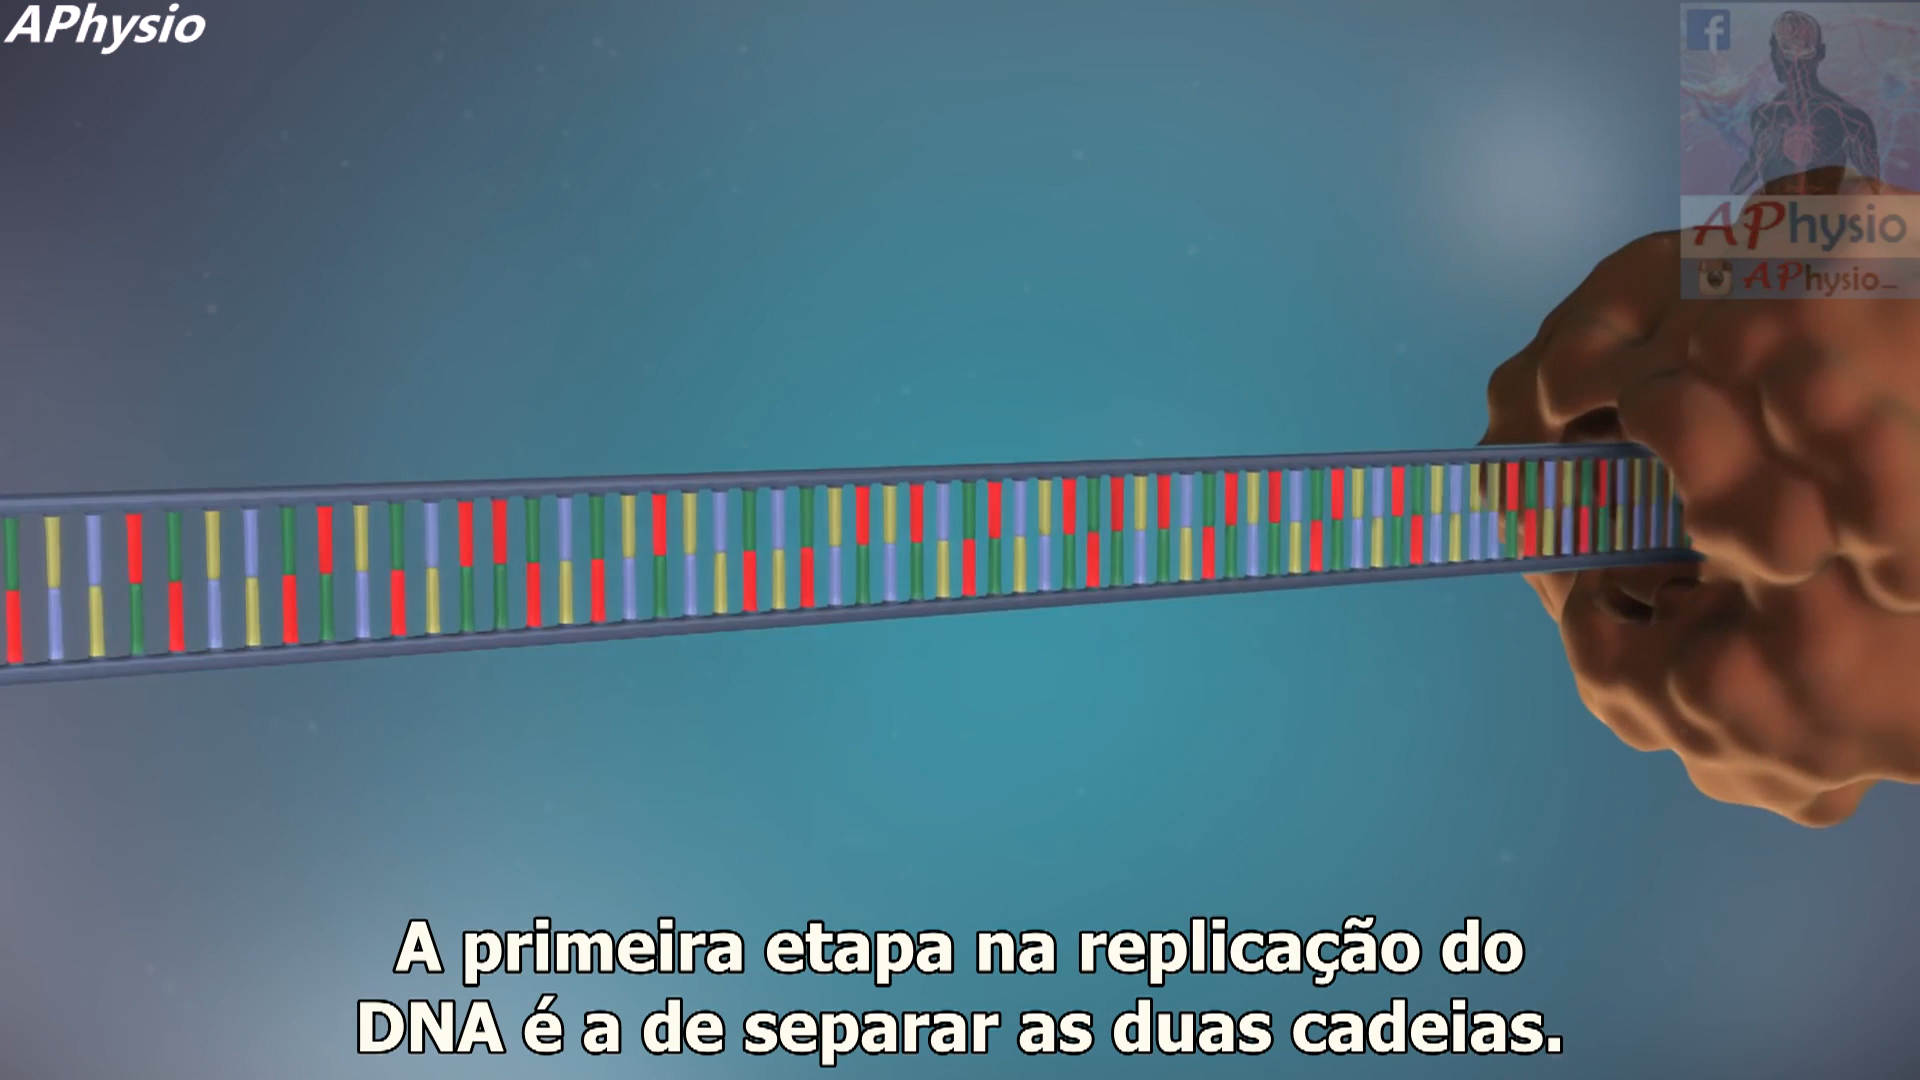 APhysio
APhysio
APhysio_
A primeira etapa na replicação do
DNA é a de separar as duas cadeias.